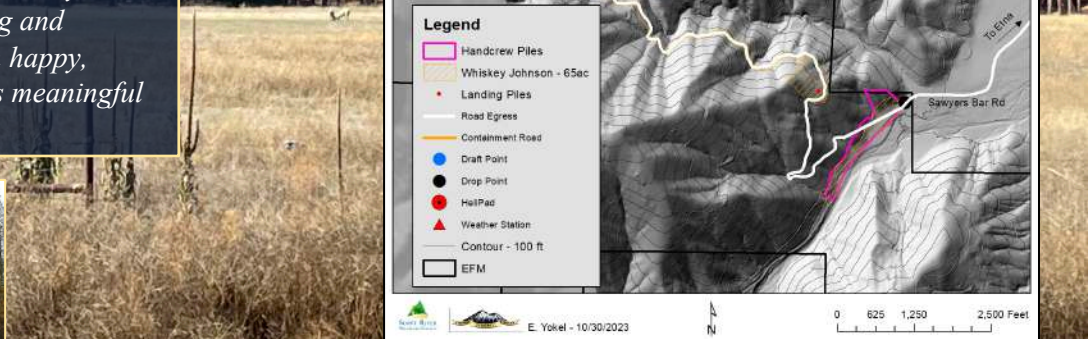 g and
happy,
s meaningful
Legend
Handcrew Piles
Whiskey Johnson - 65ac
Landing Piles
Road Egress
Containment Road
Draft Point
Drop Point
HeliPad
Weather Station
Contour - 100 ft
EFM
To Etna
Sawyers Bar Rd
E. Yokel - 10/30/2023
N
0 625 1,250 2,500 Feet